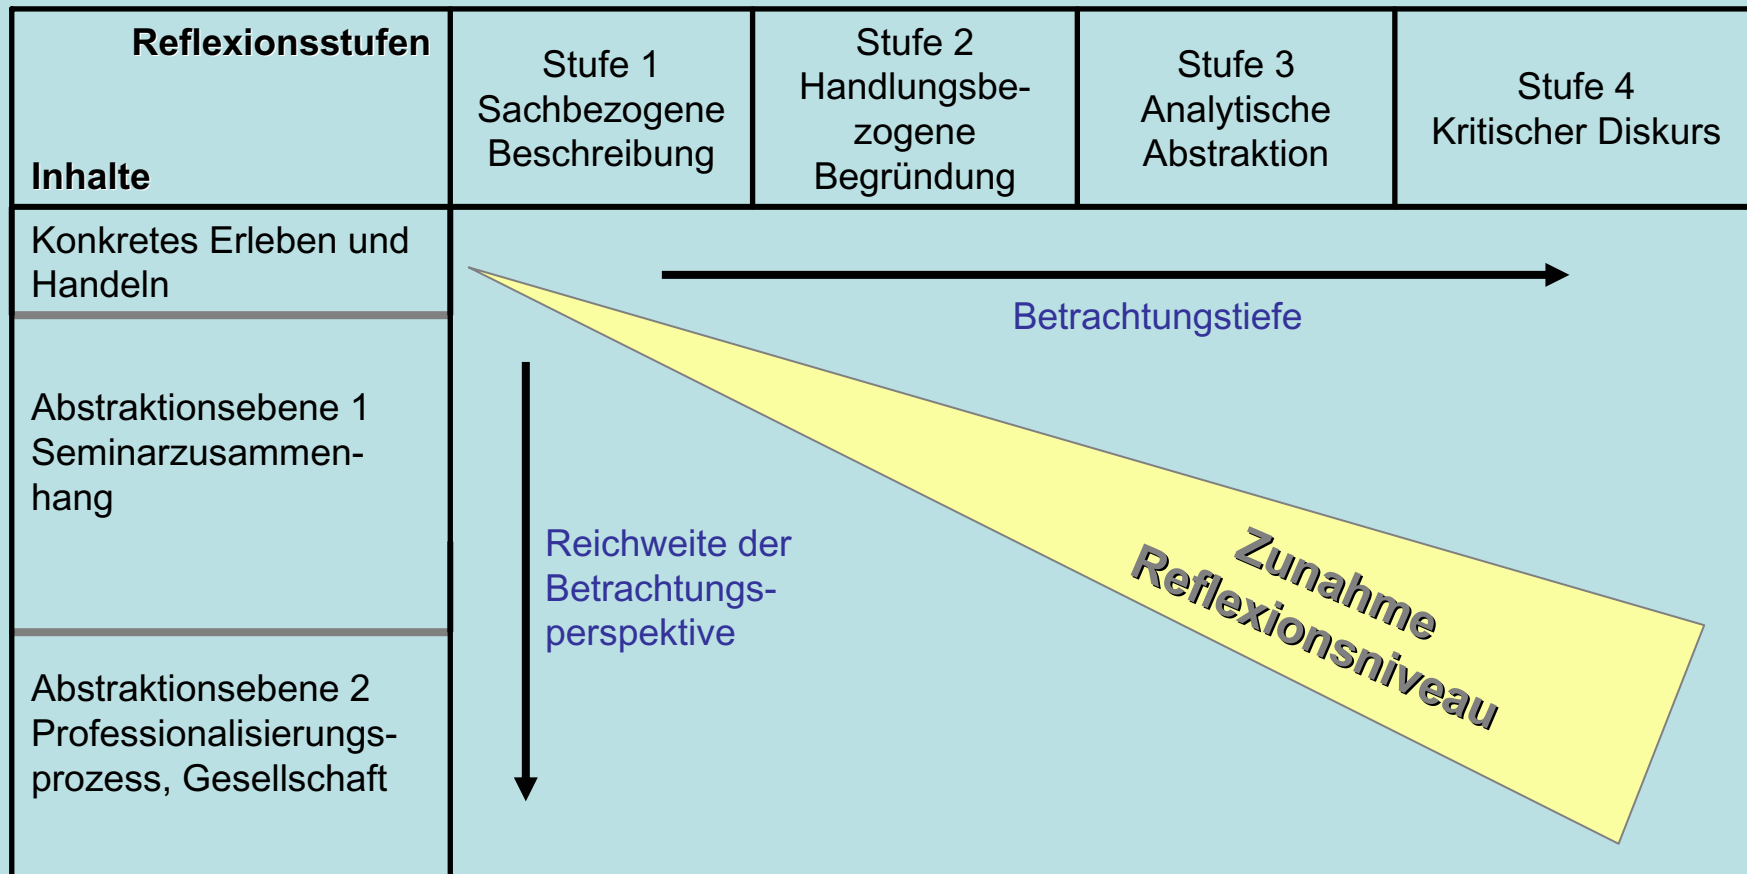 Reflexionsstufen
Inhalte
Stufe 1
Sachbezogene
Beschreibung
Stufe 2
Handlungsbe-
zogene
Begründung
Stufe 3
Analytische
Abstraktion
Stufe 4
Kritischer Diskurs
Konkretes Erleben und
Handeln
Betrachtungstiefe
Abstraktionsebene 1
Seminarzusammen-
hang
Reichweite der
Betrachtungs-
perspektive
Zunahme
Reflexionsniveau
Abstraktionsebene 2
Professionalisierungs-
prozess, Gesellschaft